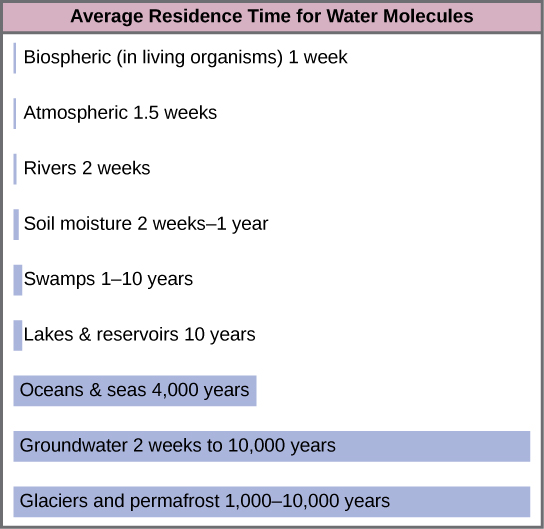 Average Residence Time for Water Molecules
Biospheric (in living organisms) 1 week
Atmospheric 1.5 weeks
Rivers 2 weeks
Soil moisture 2 weeks–1 year
Swamps 1–10 years
Lakes & reservoirs 10 years
Oceans & seas 4,000 years
Groundwater 2 weeks to 10,000 years
Glaciers and permafrost 1,000–10,000 years